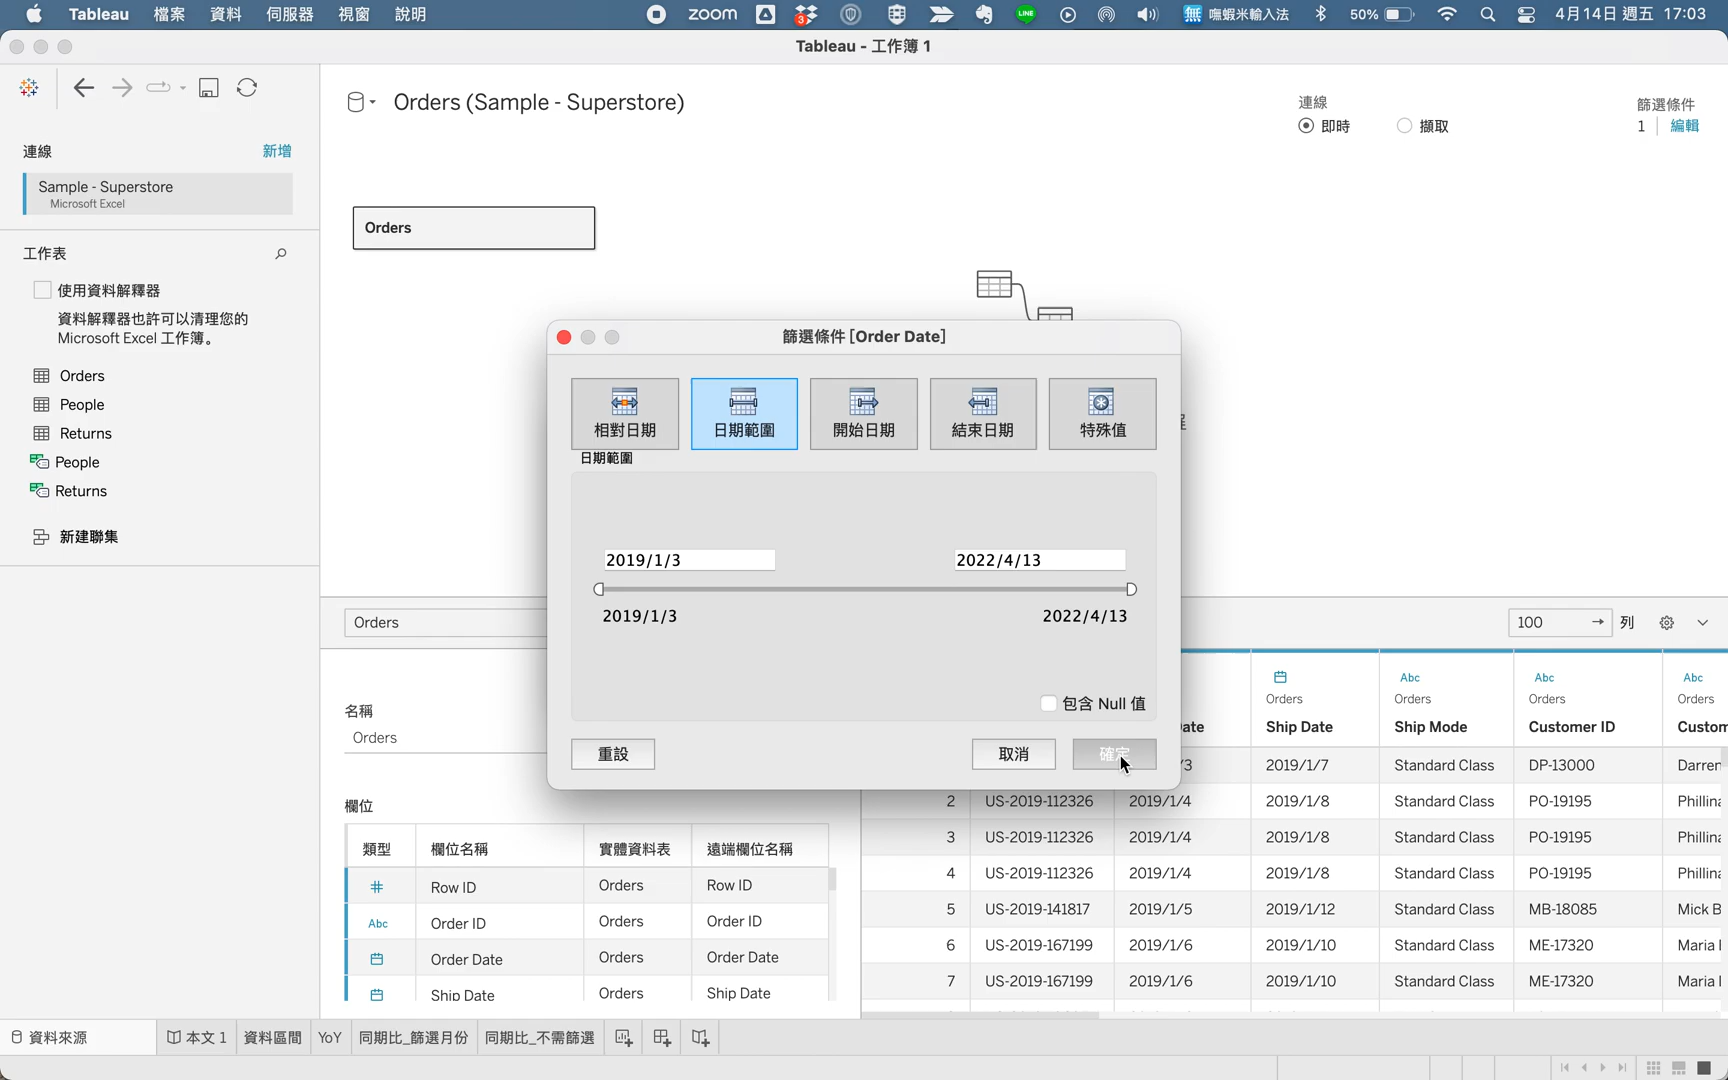 Tableau 檔案 資料 伺服器 視窗 說明
3 zoom LINE 無 嘸蝦米輸入法 50% 4月14日 週五 17:03
Tableau - 工作簿 1
連線 新增
Sample - Superstore
Microsoft Excel
工作表
使用資料解釋器
資料解釋器也許可以清理您的
Microsoft Excel 工作簿。
Orders
People
Returns
People
Returns
新建聯集
Orders (Sample - Superstore)
連線
即時 擷取
篩選條件
1 編輯
Orders
篩選條件 [Order Date]
相對日期 日期範圍 開始日期 結束日期 特殊值
日期範圍
2019/1/3 2022/4/13
2019/1/3 2022/4/13
包含 Null 值
重設 取消 確定
Orders 100 → 列
名稱
Orders
欄位
類型 欄位名稱 實體資料表 遠端欄位名稱
# Row ID Orders Row ID
Abc Order ID Orders Order ID
Order Date Orders Order Date
Ship Date Orders Ship Date
Abc Abc Abc
Orders Orders Orders Orders
ate Ship Date Ship Mode Customer ID Custom
/3 2019/1/7 Standard Class DP-13000 Darren
2 US-2019-112326 2019/1/4 2019/1/8 Standard Class PO-19195 Phillina
3 US-2019-112326 2019/1/4 2019/1/8 Standard Class PO-19195 Phillina
4 US-2019-112326 2019/1/4 2019/1/8 Standard Class PO-19195 Phillina
5 US-2019-141817 2019/1/5 2019/1/12 Standard Class MB-18085 Mick B
6 US-2019-167199 2019/1/6 2019/1/10 Standard Class ME-17320 Maria
7 US-2019-167199 2019/1/6 2019/1/10 Standard Class ME-17320 Maria
資料來源 本文 1 資料區間 YoY 同期比_篩選月份 同期比_不需篩選